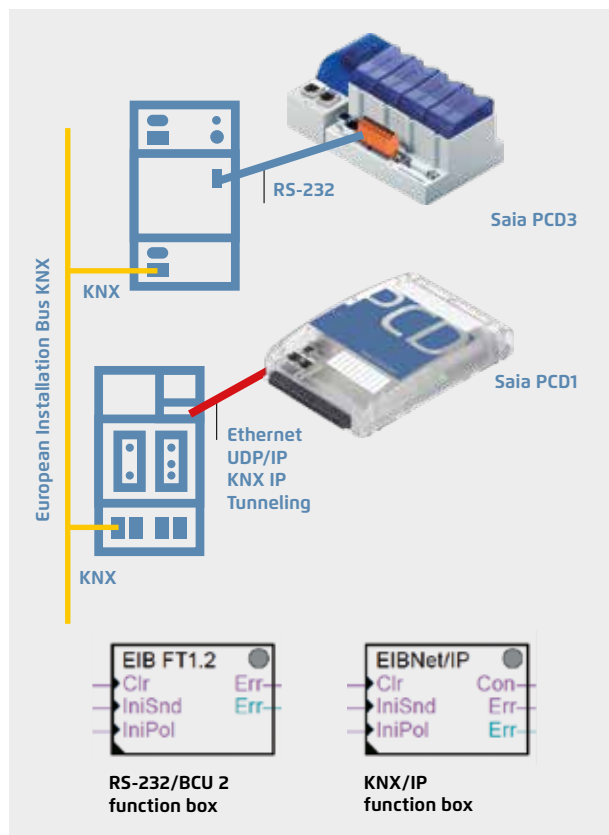 RS-232
Saia PCD3
KNX
European Installation Bus KNX
PCD
Saia PCD1
Ethernet
UDP/IP
KNX IP
Tunneling
KNX
EIB FT1.2
Clr Err
IniSnd Err
IniPol
EIBNet/IP
Clr Con
IniSnd Err
IniPol Err
RS-232/BCU 2
function box
KNX/IP
function box